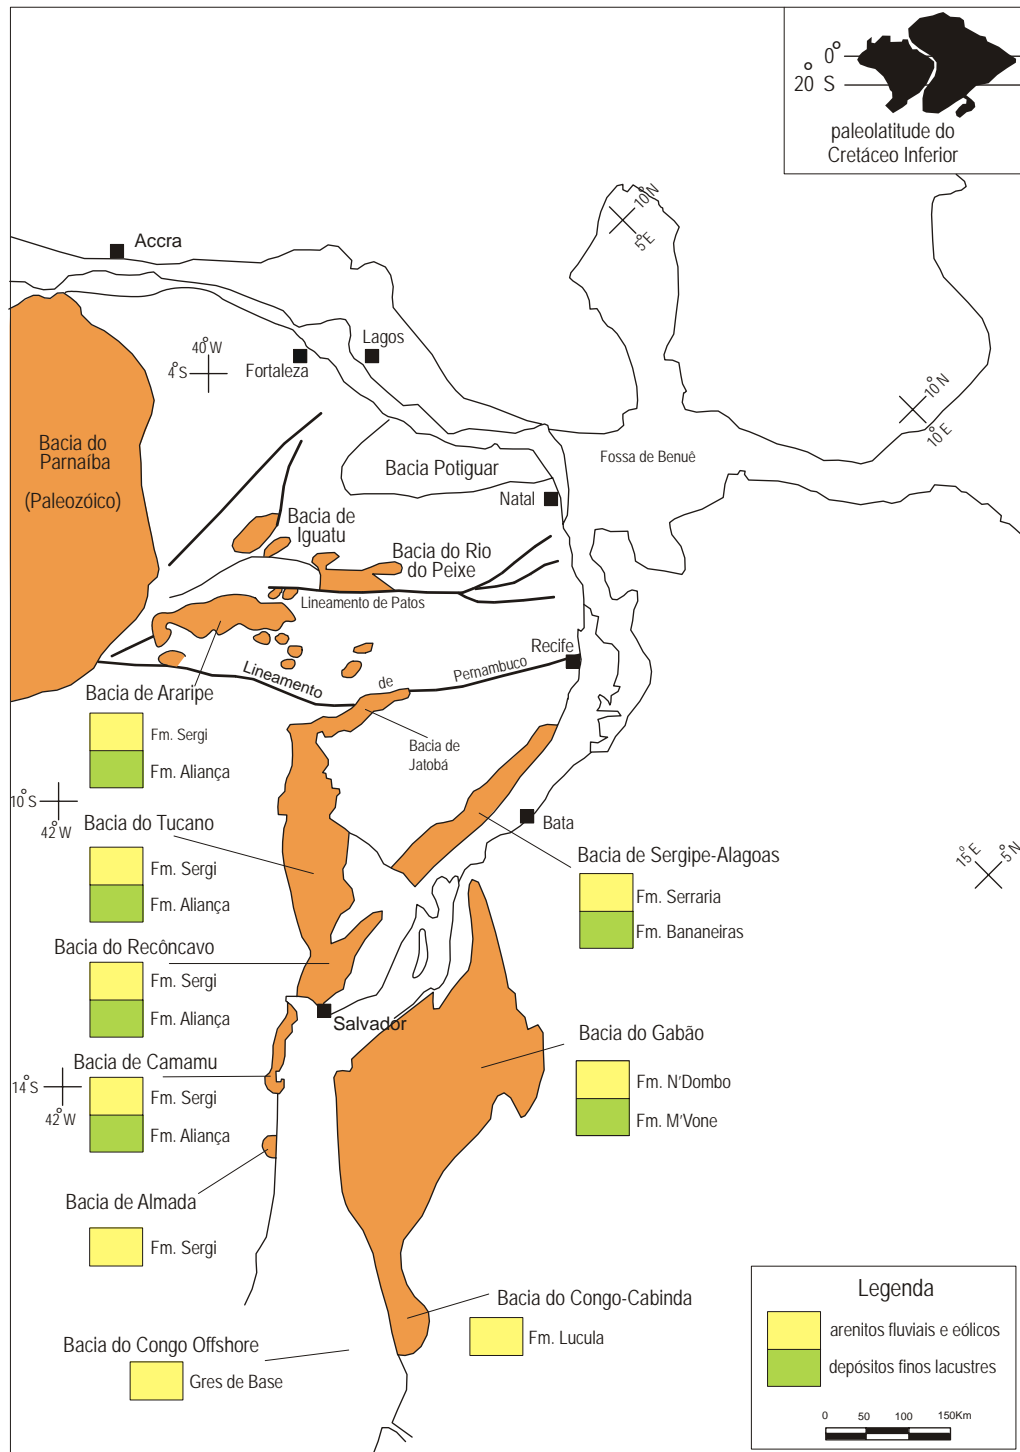 0°
20° S
paleolatitude do
Cretáceo Inferior
10°N
5°E
Accra
40°W
4°S
Lagos
Fortaleza
10°N
10°E
Bacia do
Parnaíba
(Paleozóico)
Bacia Potiguar
Fossa de Benuê
Natal
Bacia de
Iguatu
Bacia do Rio
do Peixe
Lineamento de Patos
Recife
Lineamento de Pernambuco
Bacia de Araripe
Fm. Sergi
Fm. Aliança
Bacia de
Jatobá
10°S
42°W
Bacia do Tucano
Fm. Sergi
Fm. Aliança
Bata
Bacia de Sergipe-Alagoas
Fm. Serraria
Fm. Bananeiras
15°E
5°N
Bacia do Recôncavo
Fm. Sergi
Fm. Aliança
Salvador
Bacia do Gabão
Fm. N'Dombo
Fm. M'Vone
Bacia de Camamu
14°S
42°W
Fm. Sergi
Fm. Aliança
Bacia de Almada
Fm. Sergi
Bacia do Congo-Cabinda
Fm. Lucula
Bacia do Congo Offshore
Gres de Base
Legenda
arenitos fluviais e eólicos
depósitos finos lacustres
0 50 100 150Km